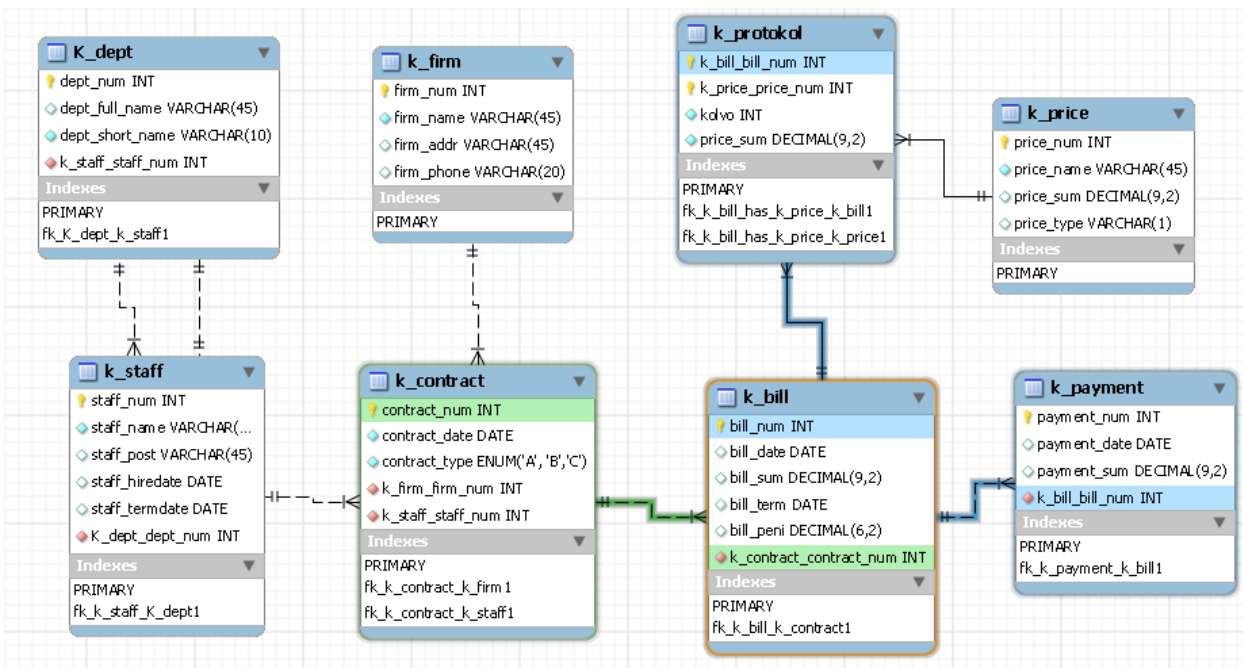 K_dept
dept_num INT
dept_full_name VARCHAR(45)
dept_short_name VARCHAR(10)
k_staff_staff_num INT
Indexes
PRIMARY
fk_K_dept_k_staff1
k_firm
firm_num INT
firm_name VARCHAR(45)
firm_addr VARCHAR(45)
firm_phone VARCHAR(20)
Indexes
PRIMARY
k_protokol
k_bill_bill_num INT
k_price_price_num INT
kolvo INT
price_sum DECIMAL(9,2)
Indexes
PRIMARY
fk_k_bill_has_k_price_k_bill1
fk_k_bill_has_k_price_k_price1
k_price
price_num INT
price_name VARCHAR(45)
price_sum DECIMAL(9,2)
price_type VARCHAR(1)
Indexes
PRIMARY
k_staff
staff_num INT
staff_name VARCHAR(...
staff_post VARCHAR(45)
staff_hiredate DATE
staff_termdate DATE
K_dept_dept_num INT
Indexes
PRIMARY
fk_k_staff_K_dept1
k_contract
contract_num INT
contract_date DATE
contract_type ENUM('A', 'B','C')
k_firm_firm_num INT
k_staff_staff_num INT
Indexes
PRIMARY
fk_k_contract_k_firm1
fk_k_contract_k_staff1
k_bill
bill_num INT
bill_date DATE
bill_sum DECIMAL(9,2)
bill_term DATE
bill_peni DECIMAL(6,2)
k_contract_contract_num INT
Indexes
PRIMARY
fk_k_bill_k_contract1
k_payment
payment_num INT
payment_date DATE
payment_sum DECIMAL(9,2)
k_bill_bill_num INT
Indexes
PRIMARY
fk_k_payment_k_bill1